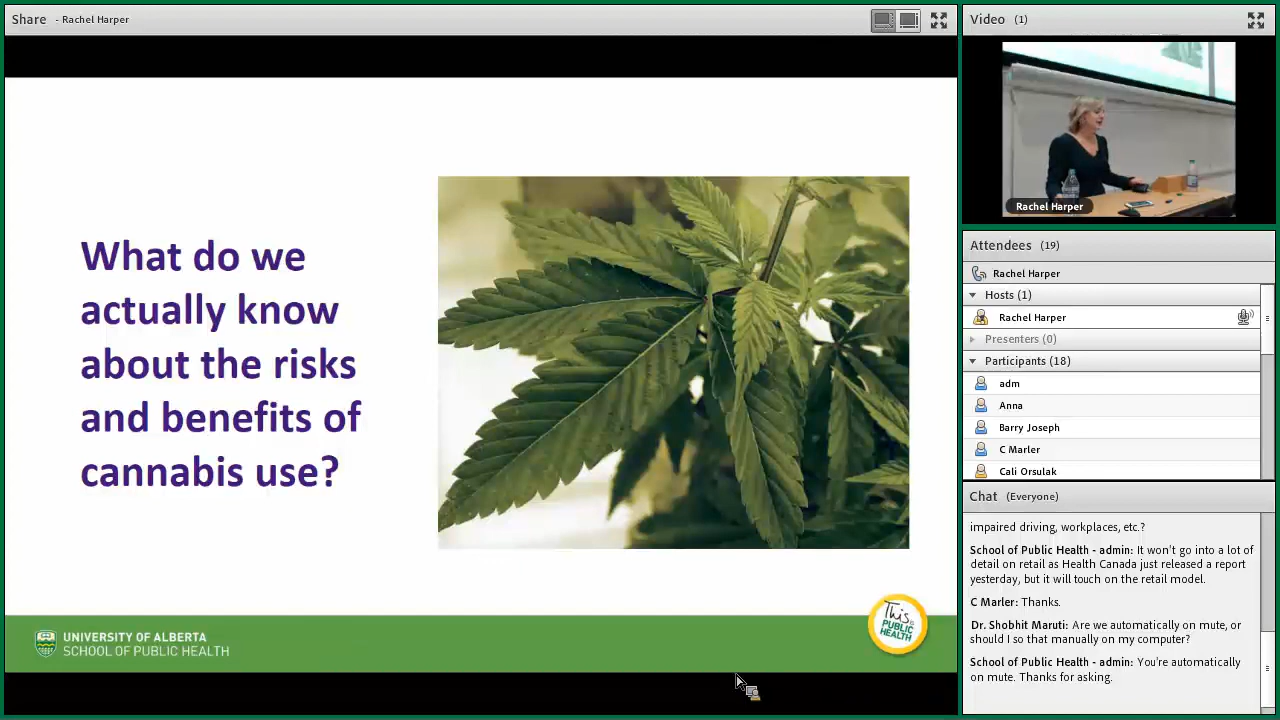 Share - Rachel Harper
What do we
actually know
about the risks
and benefits of
cannabis use?
UNIVERSITY OF ALBERTA
SCHOOL OF PUBLIC HEALTH
This is
PUBLIC
HEALTH
Video (1)
Rachel Harper
Attendees (19)
Rachel Harper
Hosts (1)
Rachel Harper
Presenters (0)
Participants (18)
adm
Anna
Barry Joseph
C Marler
Cali Orsulak
Chat (Everyone)
impaired driving, workplaces, etc.?
School of Public Health - admin: It won't go into a lot of
detail on retail as Health Canada just released a report
yesterday, but it will touch on the retail model.
C Marler: Thanks.
Dr. Shobhit Maruti: Are we automatically on mute, or
should I so that manually on my computer?
School of Public Health - admin: You're automatically
on mute. Thanks for asking.